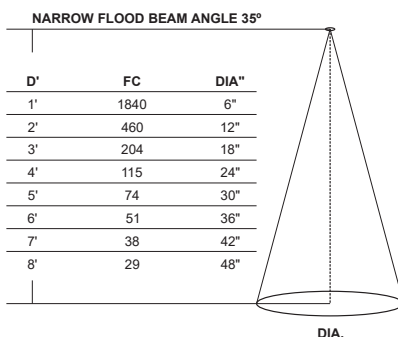 NARROW FLOOD BEAM ANGLE 35º
D' FC DIA"
1' 1840 6"
2' 460 12"
3' 204 18"
4' 115 24"
5' 74 30"
6' 51 36"
7' 38 42"
8' 29 48"
DIA.